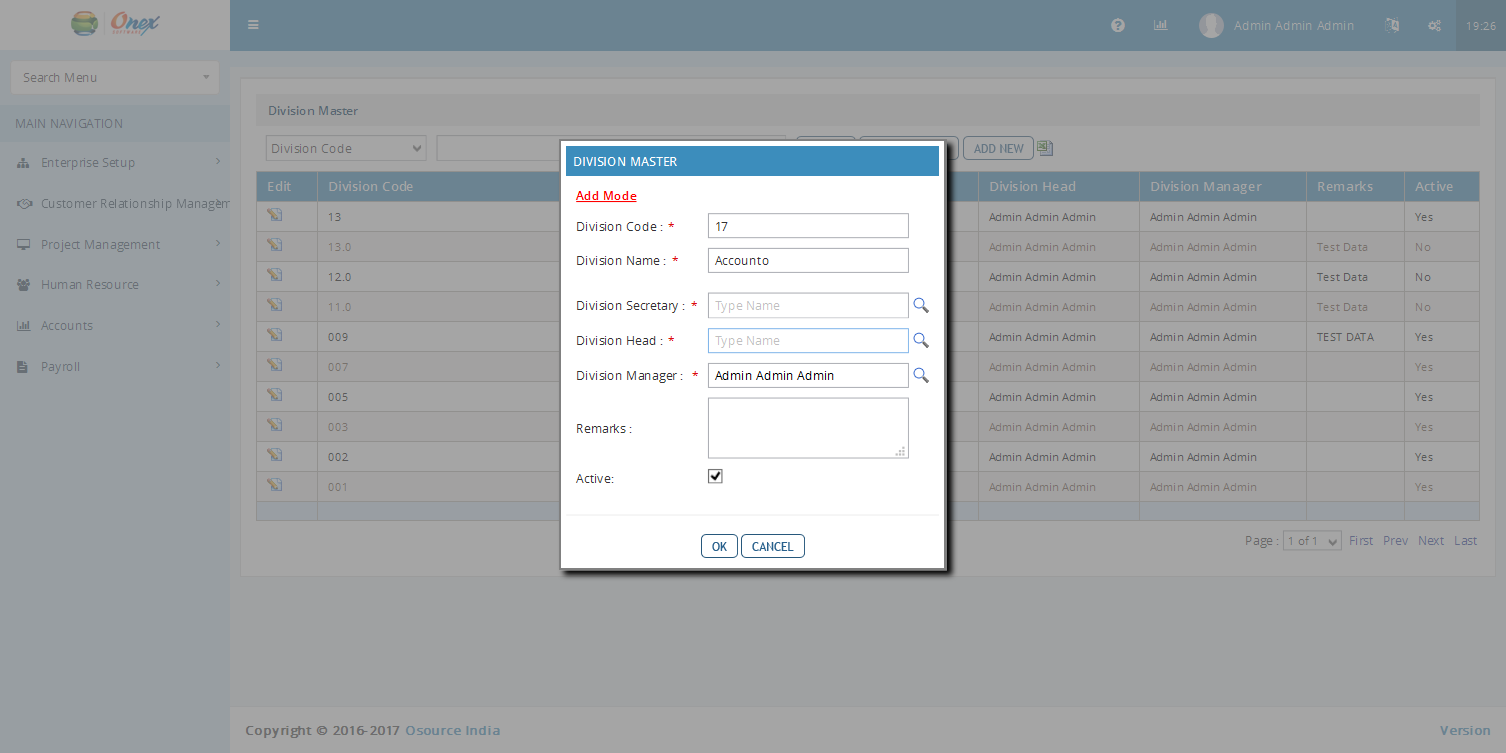 Onex
SOFTWARE
Admin Admin Admin
19:26
Search Menu
MAIN NAVIGATION
Enterprise Setup
Customer Relationship Managem
Project Management
Human Resource
Accounts
Payroll
Division Master
Division Code
ADD NEW
Edit Division Code Division Head Division Manager Remarks Active
13 Admin Admin Admin Admin Admin Admin Yes
13.0 Admin Admin Admin Admin Admin Admin Test Data No
12.0 Admin Admin Admin Admin Admin Admin Test Data No
11.0 Admin Admin Admin Admin Admin Admin Test Data No
009 Admin Admin Admin Admin Admin Admin TEST DATA Yes
007 Admin Admin Admin Admin Admin Admin Yes
005 Admin Admin Admin Admin Admin Admin Yes
003 Admin Admin Admin Admin Admin Admin Yes
002 Admin Admin Admin Admin Admin Admin Yes
001 Admin Admin Admin Admin Admin Admin Yes
Page : 1 of 1 First Prev Next Last
DIVISION MASTER
Add Mode
Division Code : * 17
Division Name : * Accounto
Division Secretary : * Type Name
Division Head : * Type Name
Division Manager : * Admin Admin Admin
Remarks :
Active:
OK CANCEL
Copyright © 2016-2017 Osource India
Version